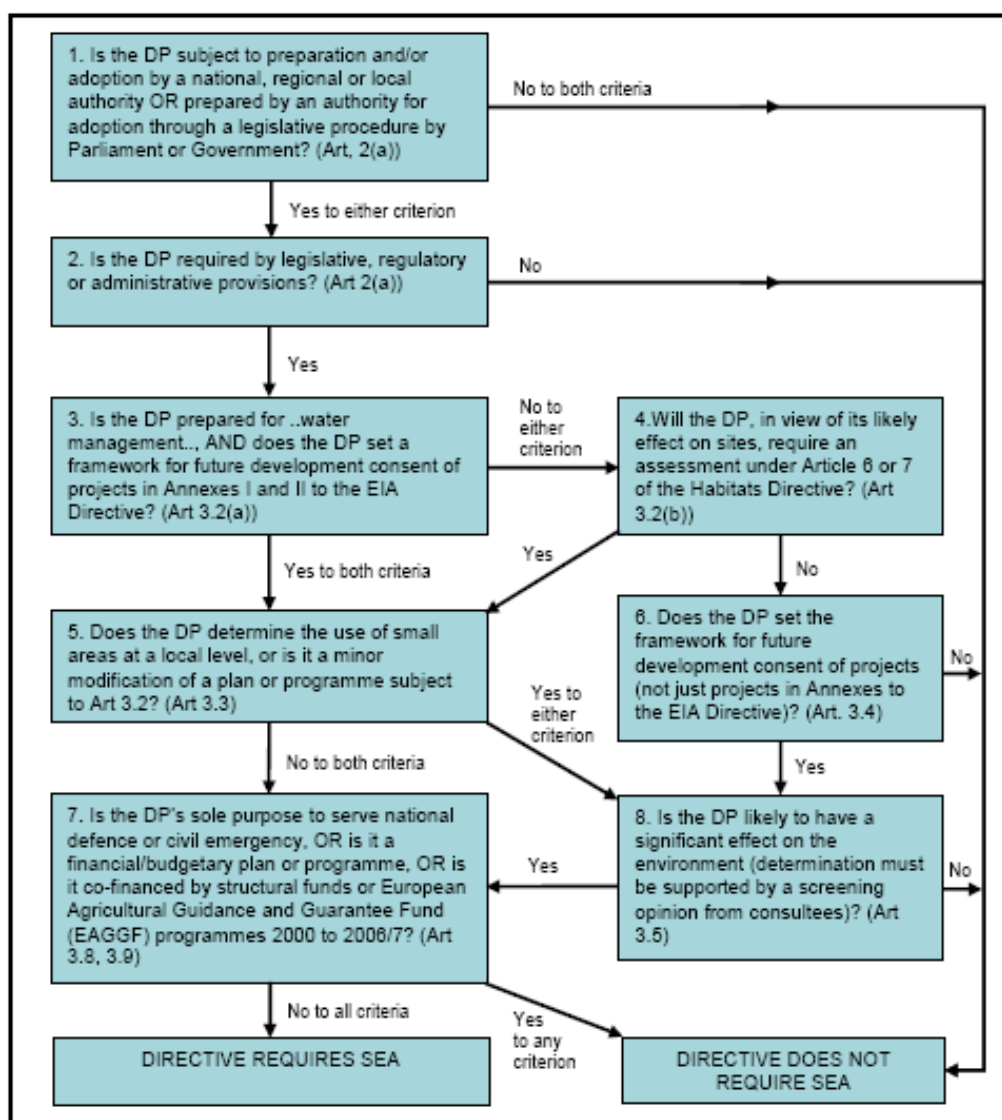 1. Is the DP subject to preparation and/or
adoption by a national, regional or local
authority OR prepared by an authority for
adoption through a legislative procedure by
Parliament or Government? (Art, 2(a))
No to both criteria
Yes to either criterion
2. Is the DP required by legislative, regulatory
or administrative provisions? (Art 2(a))
No
Yes
3. Is the DP prepared for ..water
management.., AND does the DP set a
framework for future development consent of
projects in Annexes I and II to the EIA
Directive? (Art 3.2(a))
No to
either
criterion
4.Will the DP, in view of its likely
effect on sites, require an
assessment under Article 6 or 7
of the Habitats Directive? (Art
3.2(b))
Yes to both criteria
Yes
No
5. Does the DP determine the use of small
areas at a local level, or is it a minor
modification of a plan or programme subject
to Art 3.2? (Art 3.3)
6. Does the DP set the
framework for future
development consent of projects
(not just projects in Annexes to
the EIA Directive)? (Art. 3.4)
No
Yes to
either
criterion
No to both criteria
Yes
7. Is the DP's sole purpose to serve national
defence or civil emergency, OR is it a
financial/budgetary plan or programme, OR is
it co-financed by structural funds or European
Agricultural Guidance and Guarantee Fund
(EAGGF) programmes 2000 to 2006/7? (Art
3.8, 3.9)
Yes
8. Is the DP likely to have a
significant effect on the
environment (determination must
be supported by a screening
opinion from consultees)? (Art
3.5)
No
No to all criteria
Yes
to any
criterion
DIRECTIVE REQUIRES SEA
DIRECTIVE DOES NOT
REQUIRE SEA